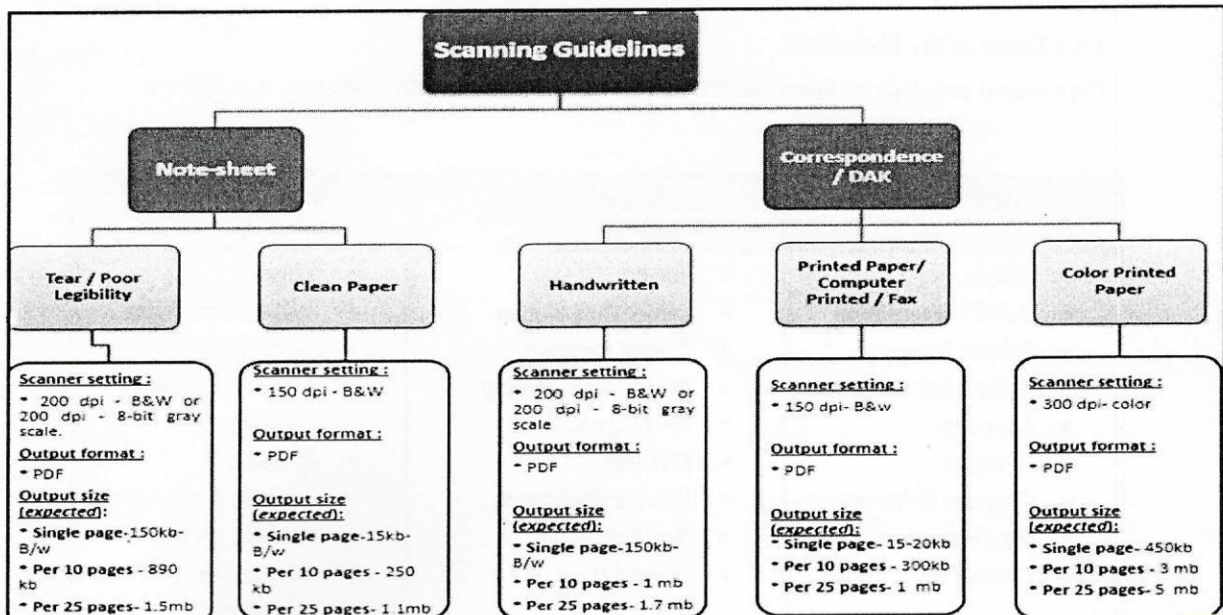 Scanning Guidelines
Note-sheet
Correspondence
/ DAK
Tear / Poor
Legibility
Clean Paper
Handwritten
Printed Paper/
Computer
Printed / Fax
Color Printed
Paper
Scanner setting :
* 200 dpi - B&W or
200 dpi - 8-bit gray
scale.
Output format :
* PDF
Output size
(expected):
* Single page-150kb-
B/w
* Per 10 pages - 890
kb
* Per 25 pages- 1.5mb
Scanner setting :
* 150 dpi - B&W
Output format :
* PDF
Output size
(expected):
* Single page-15kb-
B/w
* Per 10 pages - 250
kb
* Per 25 pages- 1.1mb
Scanner setting :
* 200 dpi - B&W or
200 dpi - 8-bit gray
scale
Output format :
* PDF
Output size
(expected):
* Single page-150kb-
B/w
* Per 10 pages - 1 mb
* Per 25 pages - 1.7 mb
Scanner setting :
* 150 dpi- B&w
Output format :
* PDF
Output size
(expected):
* Single page- 15-20kb
* Per 10 pages - 300kb
* Per 25 pages- 1 mb
Scanner setting :
* 300 dpi- color
Output format :
* PDF
Output size
(expected):
* Single page- 450kb
* Per 10 pages - 3 mb
* Per 25 pages - 5 mb